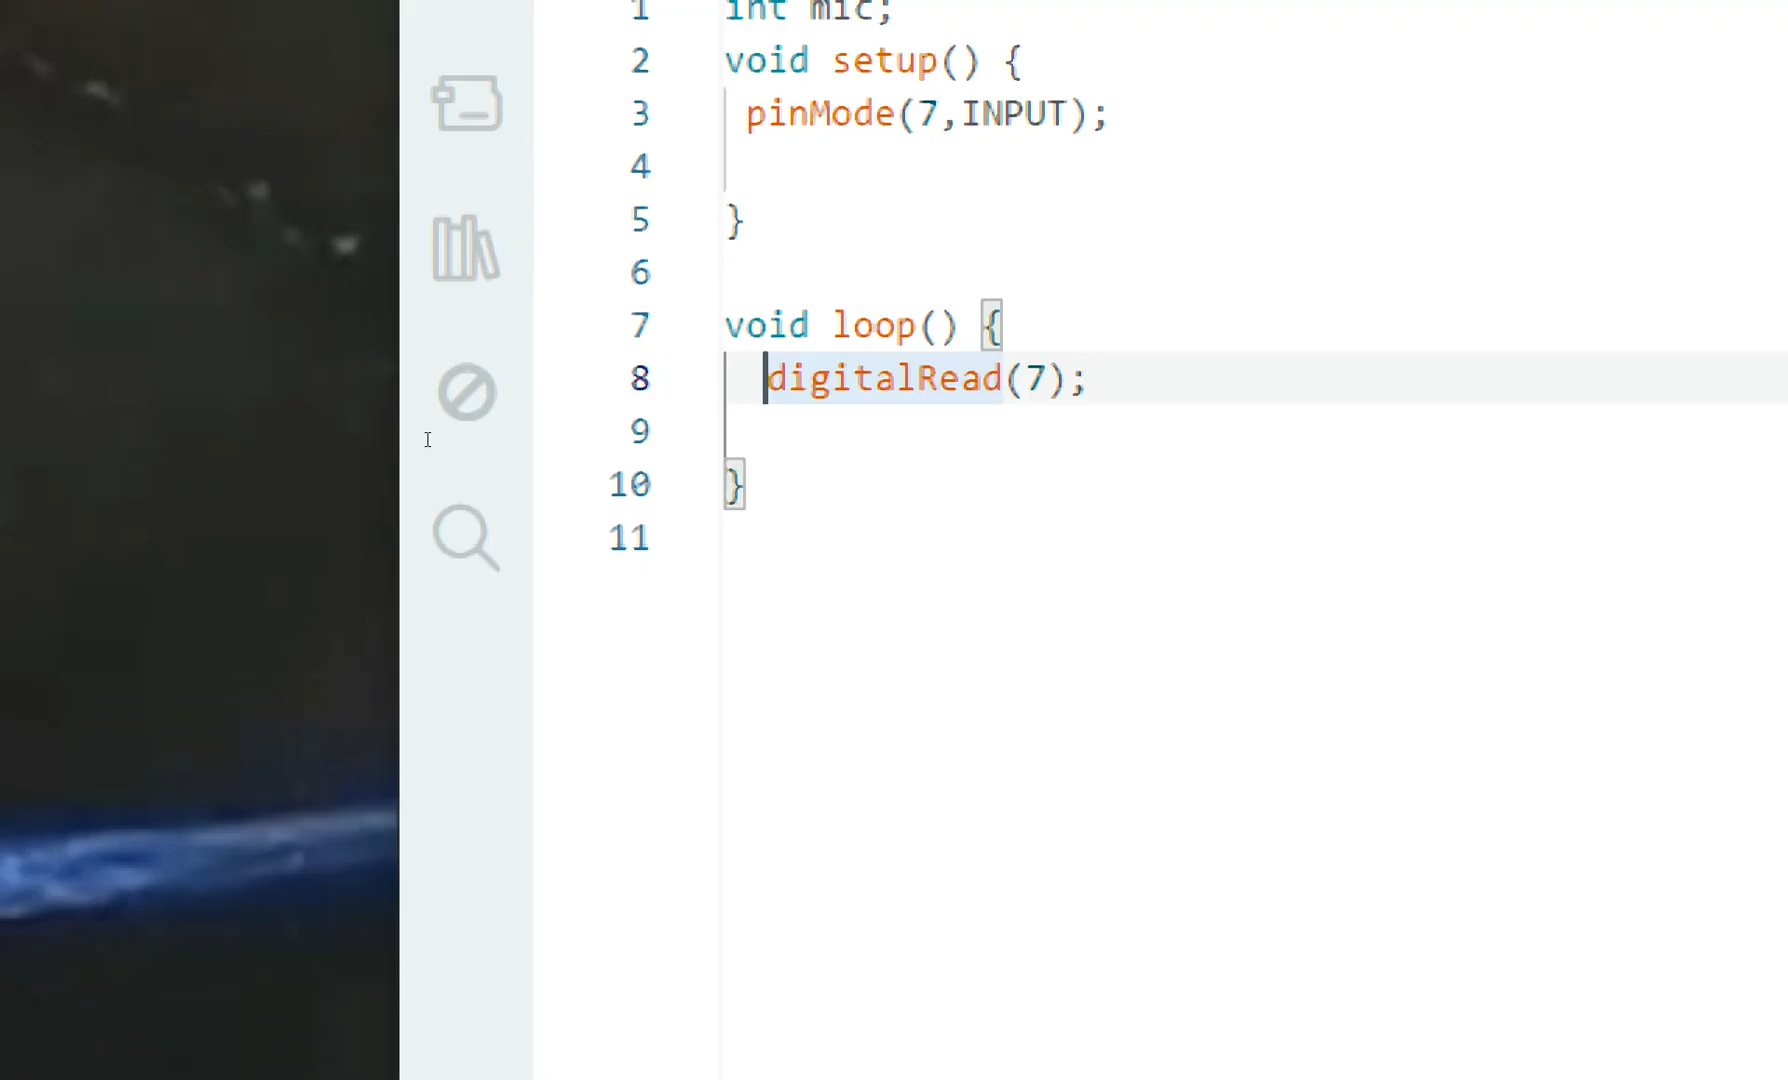 1 int mic;
2 void setup() {
3 pinMode(7,INPUT);
4
5 }
6
7 void loop() {
8 digitalRead(7);
9
10 }
11